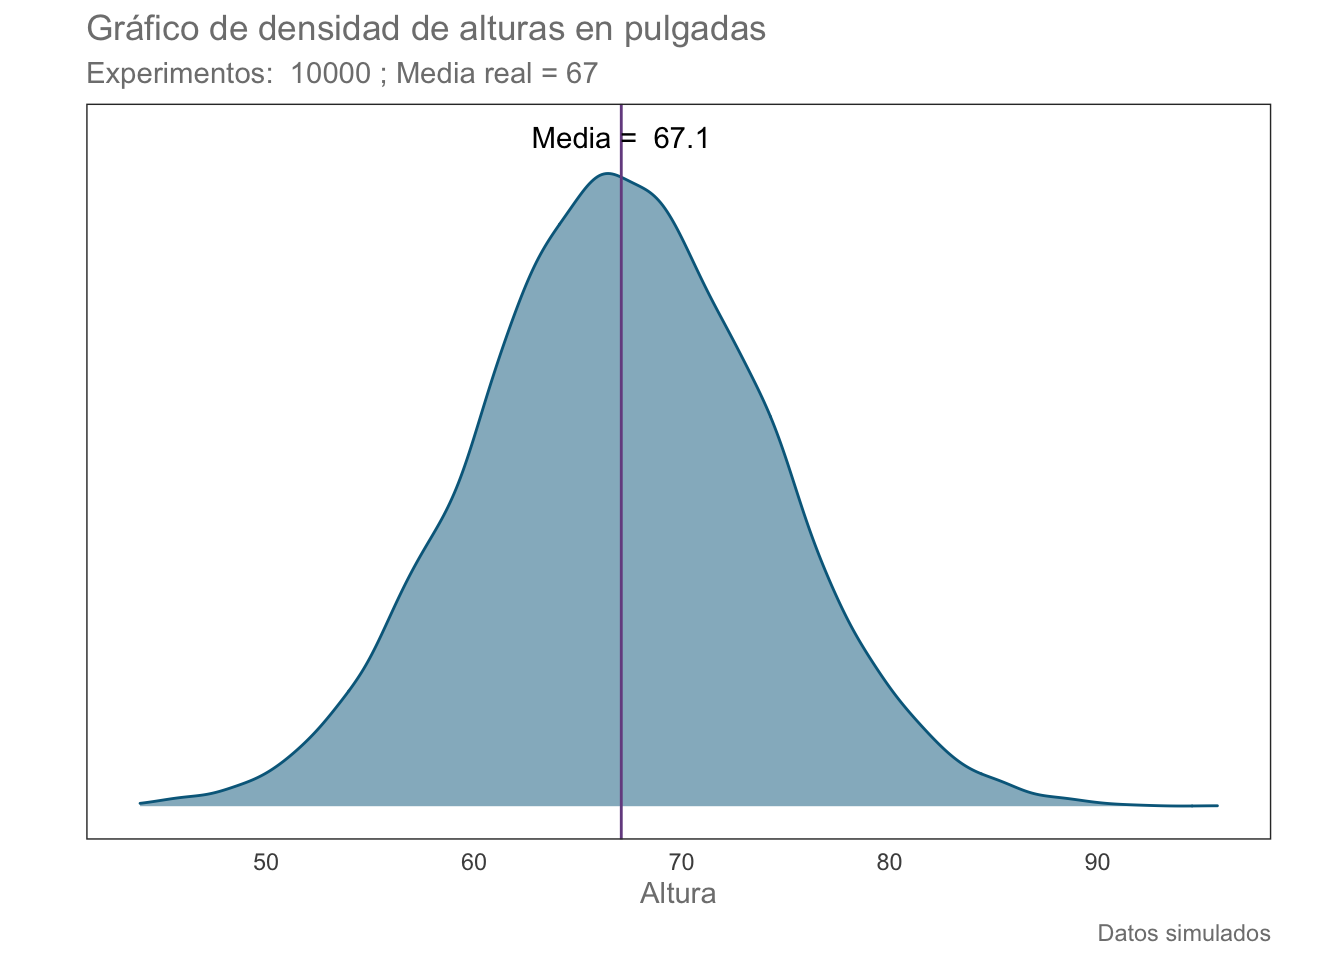 Gráfico de densidad de alturas en pulgadas
Experimentos:  10000 ; Media real = 67
Media =  67.1
50 60 70 80 90
Altura
Datos simulados